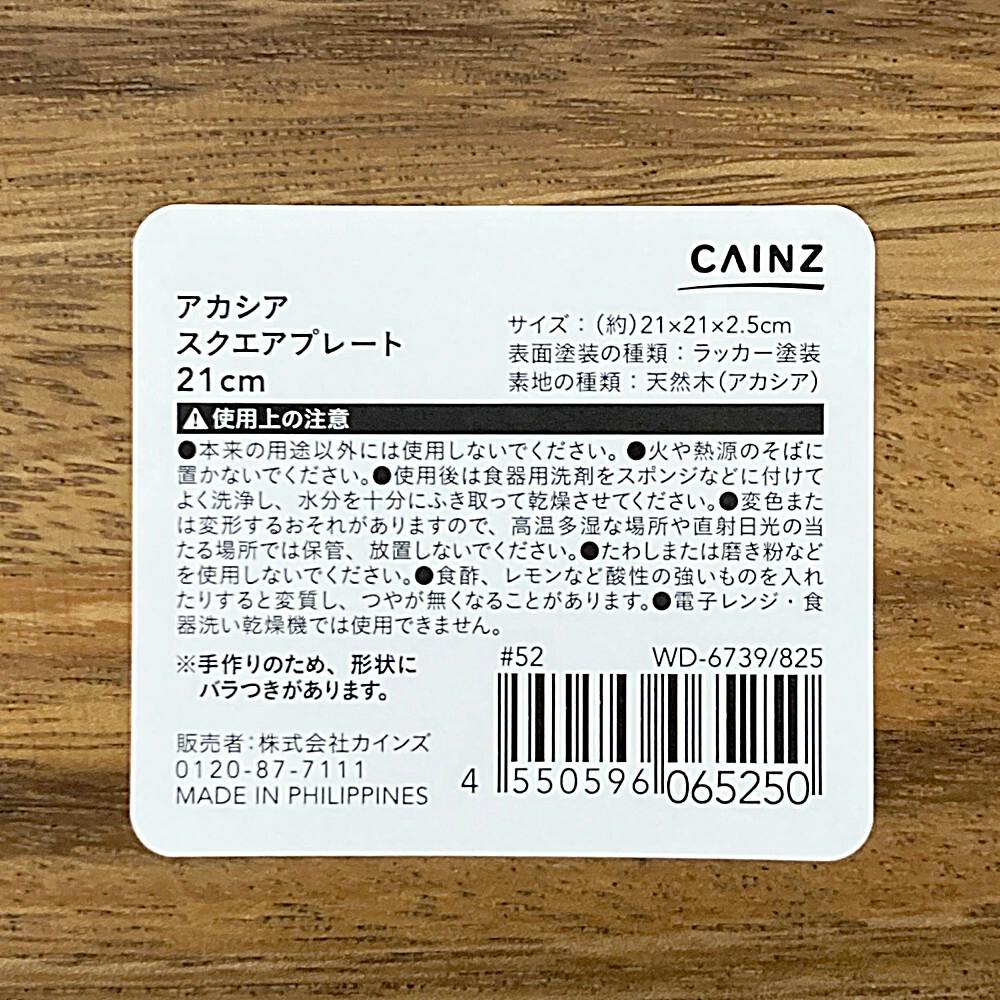 CAINZ
アカシア
スクエアプレート
21cm
サイズ：（約）21×21×2.5cm
表面塗装の種類：ラッカー塗装
素地の種類：天然木（アカシア）
⚠使用上の注意
●本来の用途以外には使用しないでください。●火や熱源のそばに
置かないでください。●使用後は食器用洗剤をスポンジなどに付けて
よく洗浄し、水分を十分にふき取って乾燥させてください。●変色また
は変形するおそれがありますので、高温多湿な場所や直射日光の当
たる場所では保管、放置しないでください。●たわしまたは磨き粉など
を使用しないでください。●食酢、レモンなど酸性の強いものを入れ
たりすると変質し、つやが無くなることがあります。●電子レンジ・食
器洗い乾燥機では使用できません。
※手作りのため、形状に
バラつきがあります。
#52 WD-6739/825
販売者：株式会社カインズ
0120-87-7111
MADE IN PHILIPPINES
4 550596 065250